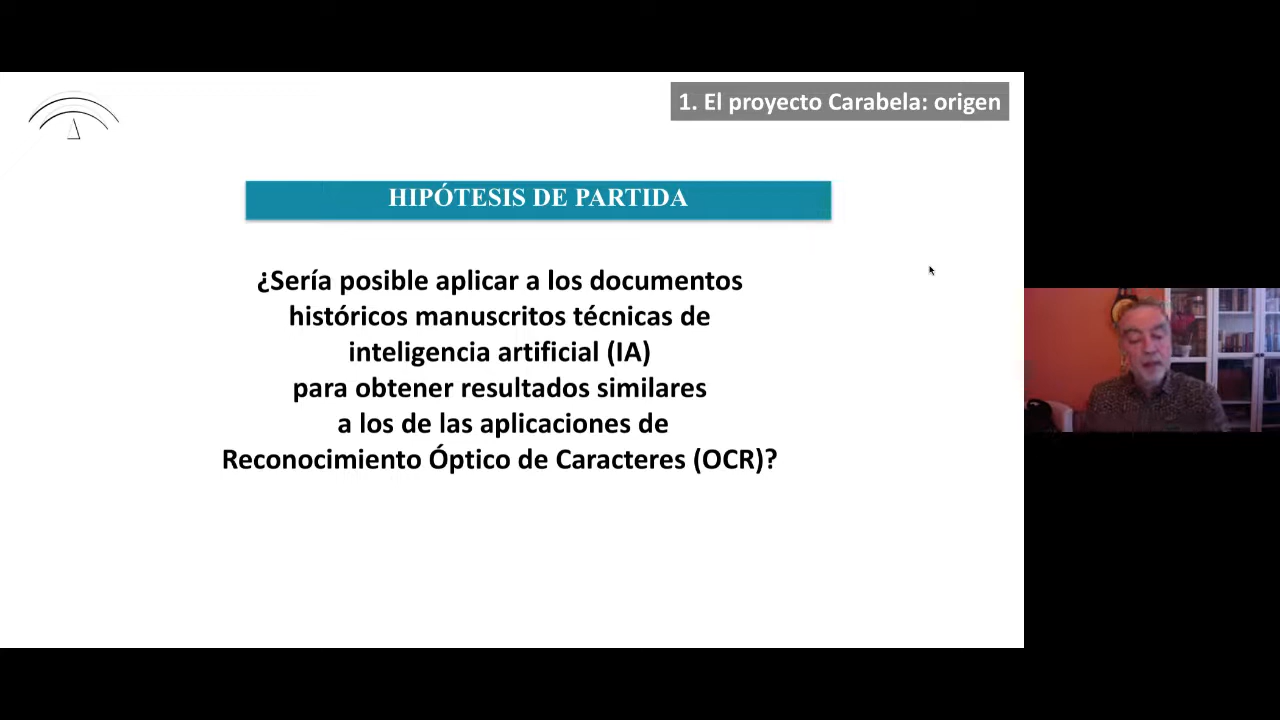 1. El proyecto Carabela: origen
HIPÓTESIS DE PARTIDA
¿Sería posible aplicar a los documentos
históricos manuscritos técnicas de
inteligencia artificial (IA)
para obtener resultados similares
a los de las aplicaciones de
Reconocimiento Óptico de Caracteres (OCR)?